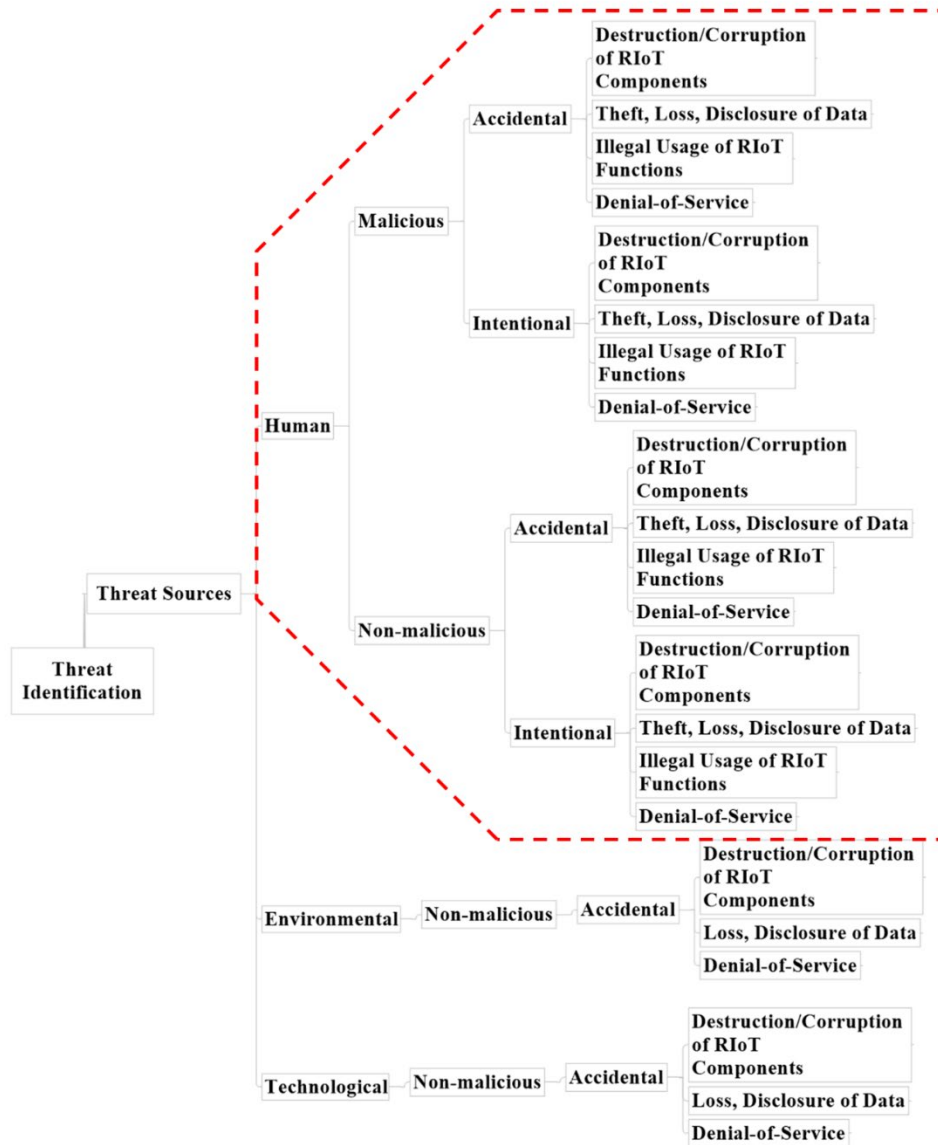 Destruction/Corruption
of RIoT
Components
Accidental
Theft, Loss, Disclosure of Data
Illegal Usage of RIoT
Functions
Denial-of-Service
Malicious
Destruction/Corruption
of RIoT
Components
Intentional
Theft, Loss, Disclosure of Data
Illegal Usage of RIoT
Functions
Denial-of-Service
Human
Destruction/Corruption
of RIoT
Components
Accidental
Theft, Loss, Disclosure of Data
Illegal Usage of RIoT
Functions
Denial-of-Service
Threat Sources
Non-malicious
Threat
Identification
Destruction/Corruption
of RIoT
Components
Intentional
Theft, Loss, Disclosure of Data
Illegal Usage of RIoT
Functions
Denial-of-Service
Destruction/Corruption
of RIoT
Components
Environmental
Non-malicious
Accidental
Loss, Disclosure of Data
Denial-of-Service
Destruction/Corruption
of RIoT
Components
Technological
Non-malicious
Accidental
Loss, Disclosure of Data
Denial-of-Service